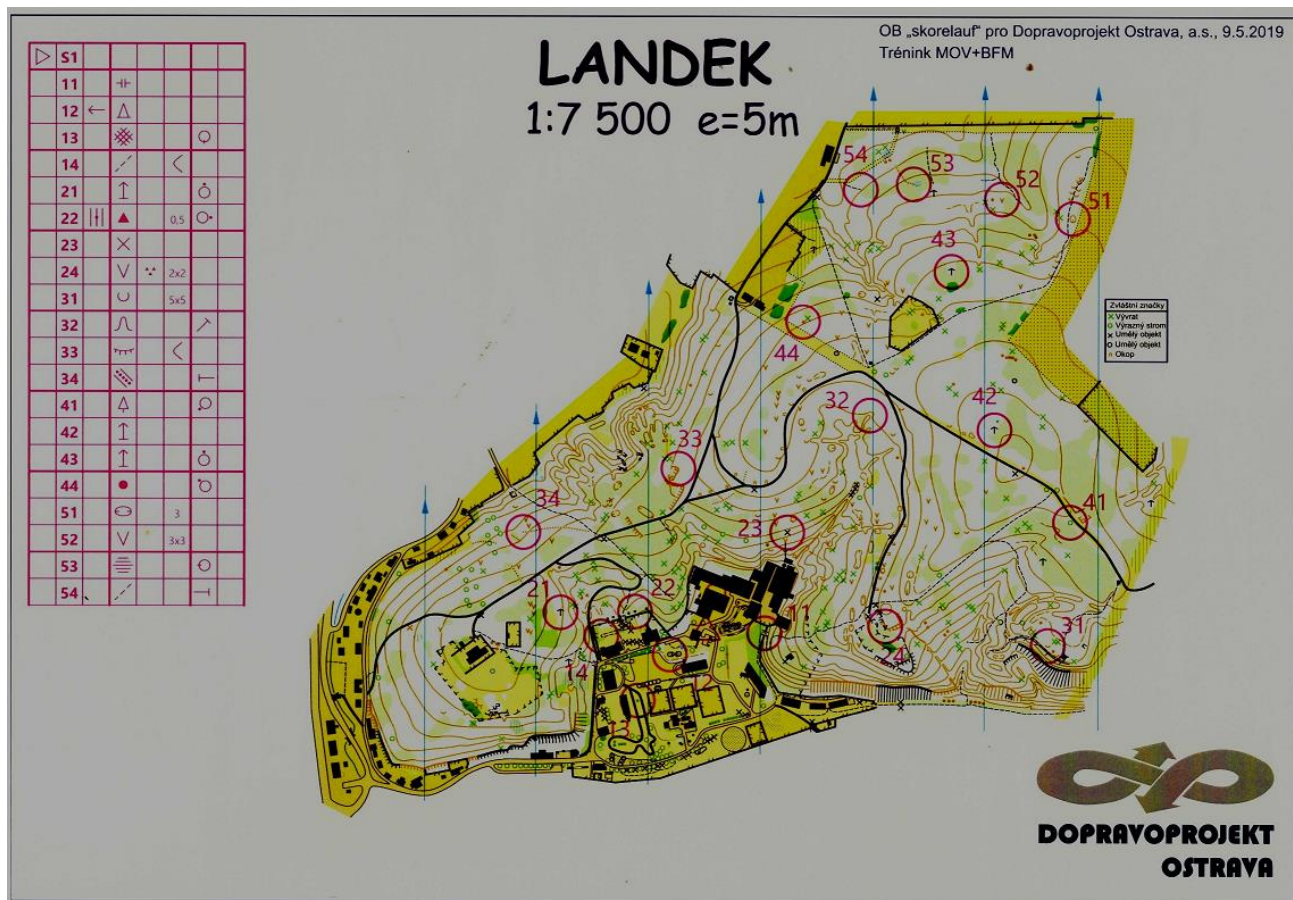 LANDEK
1:7 500 e=5m
OB „skorelauf“ pro Dopravoprojekt Ostrava, a.s., 9.5.2019
Trénink MOV+BFM
S1
11
12
13
14
21
22 0,5
23
24 2x2
31 5x5
32
33
34
41
42
43
44
51 3
52 3x3
53
54
54
53
52
51
43
44
32
42
33
34
23
41
21
22
11
31
14
12
13
Zvláštní značky
Vývrat
Výrazný strom
Umělý objekt
Umělý objekt
Okop
DOPRAVOPROJEKT
OSTRAVA